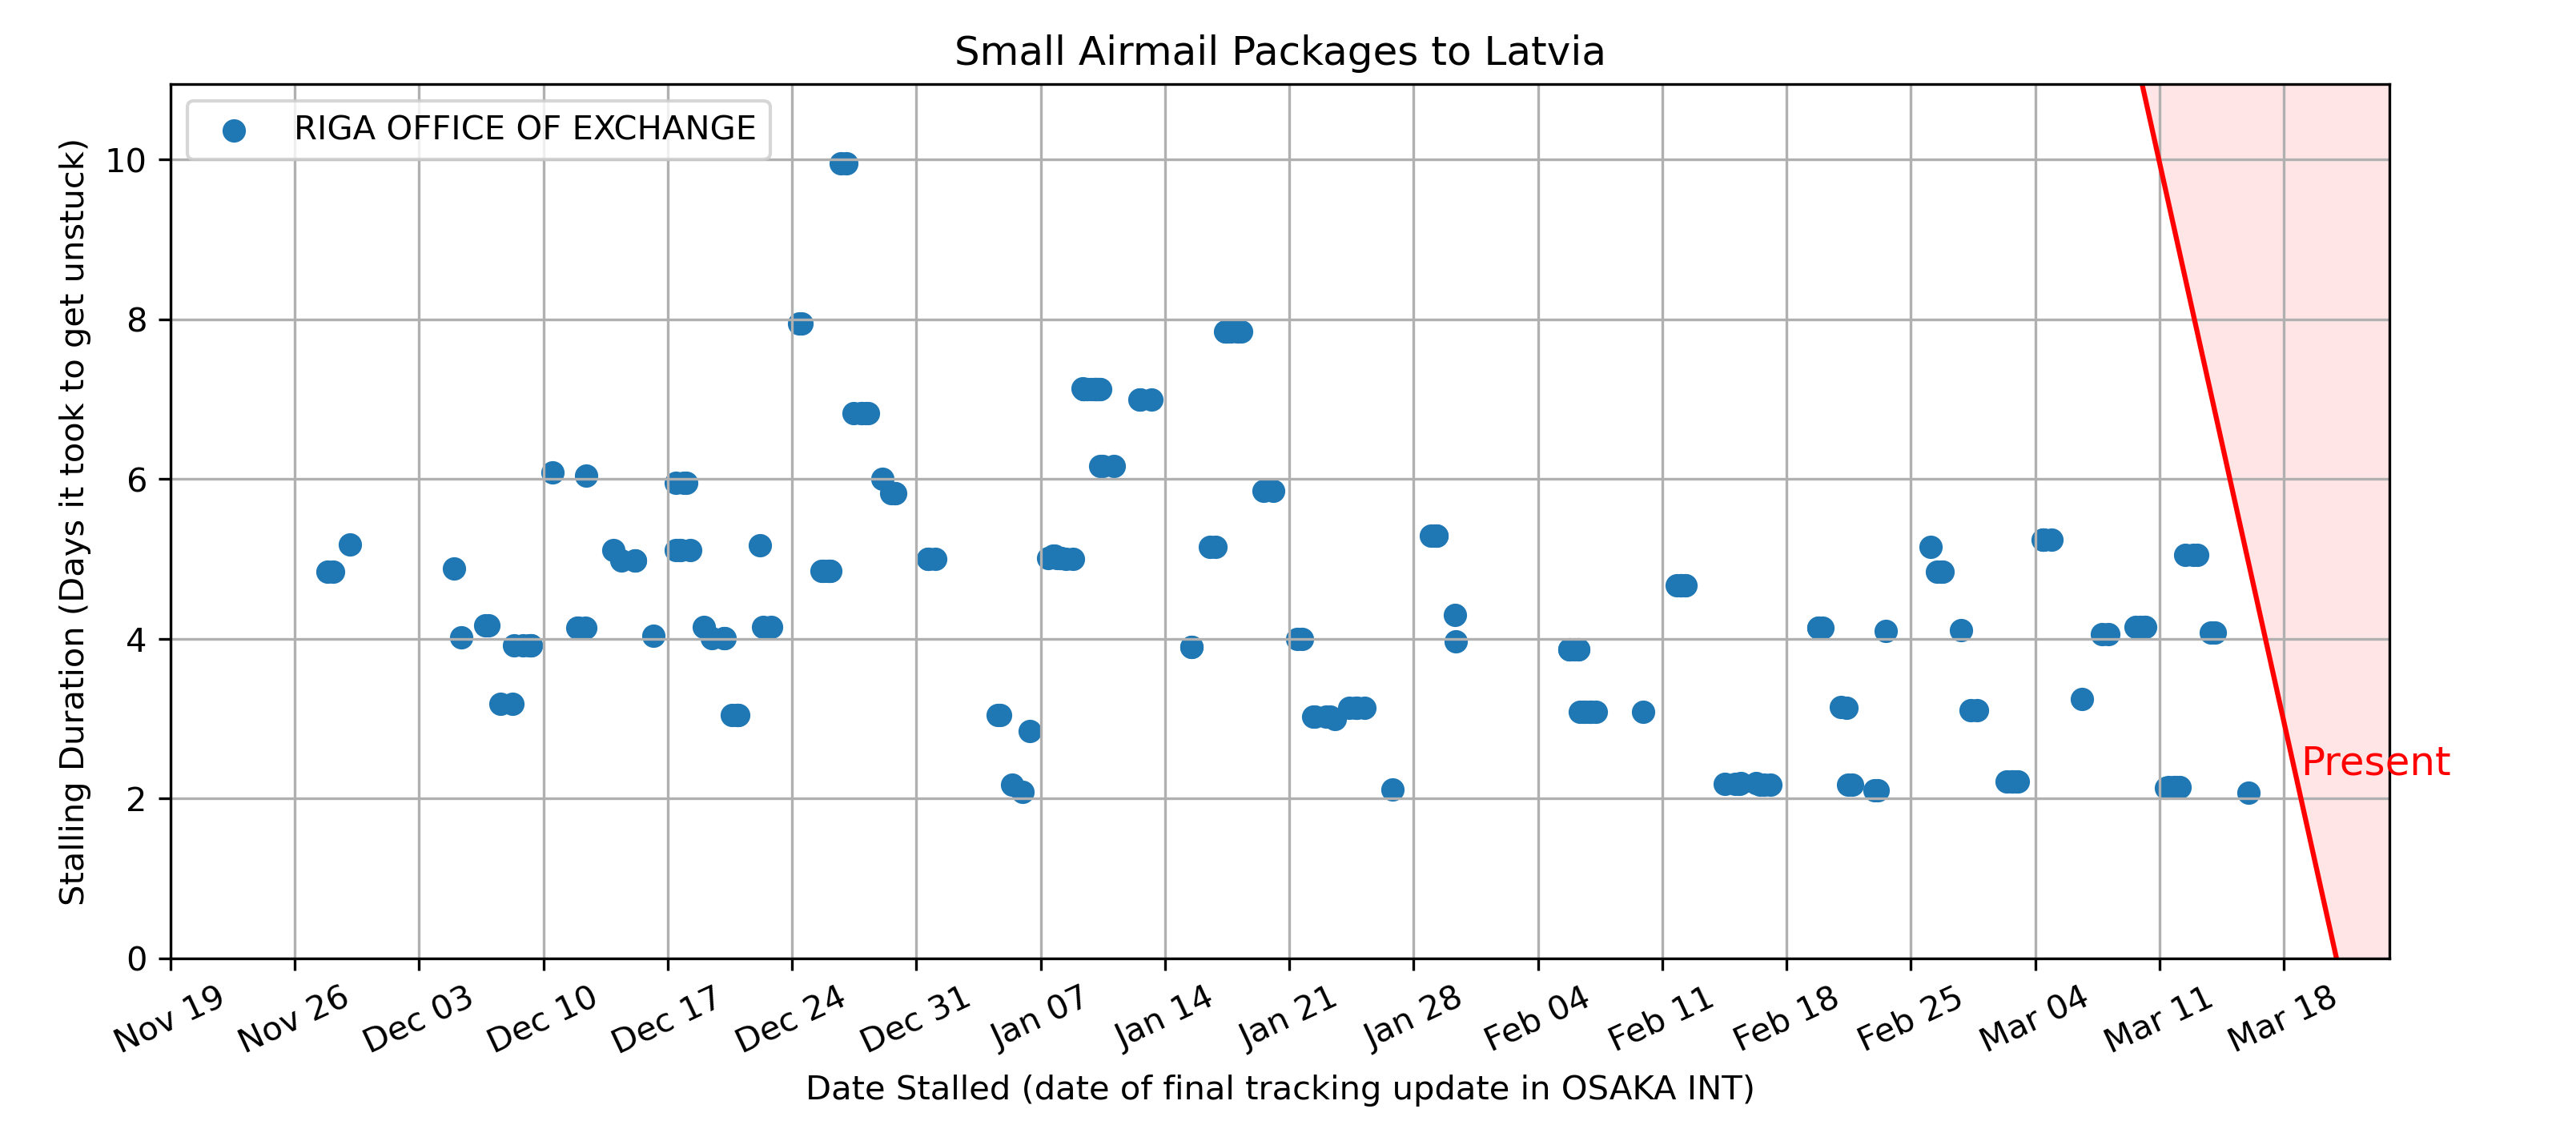 Small Airmail Packages to Latvia
RIGA OFFICE OF EXCHANGE
Stalling Duration (Days it took to get unstuck)
10
8
6
4
2
0
Present
Nov 19
Nov 26
Dec 03
Dec 10
Dec 17
Dec 24
Dec 31
Jan 07
Jan 14
Jan 21
Jan 28
Feb 04
Feb 11
Feb 18
Feb 25
Mar 04
Mar 11
Mar 18
Date Stalled (date of final tracking update in OSAKA INT)